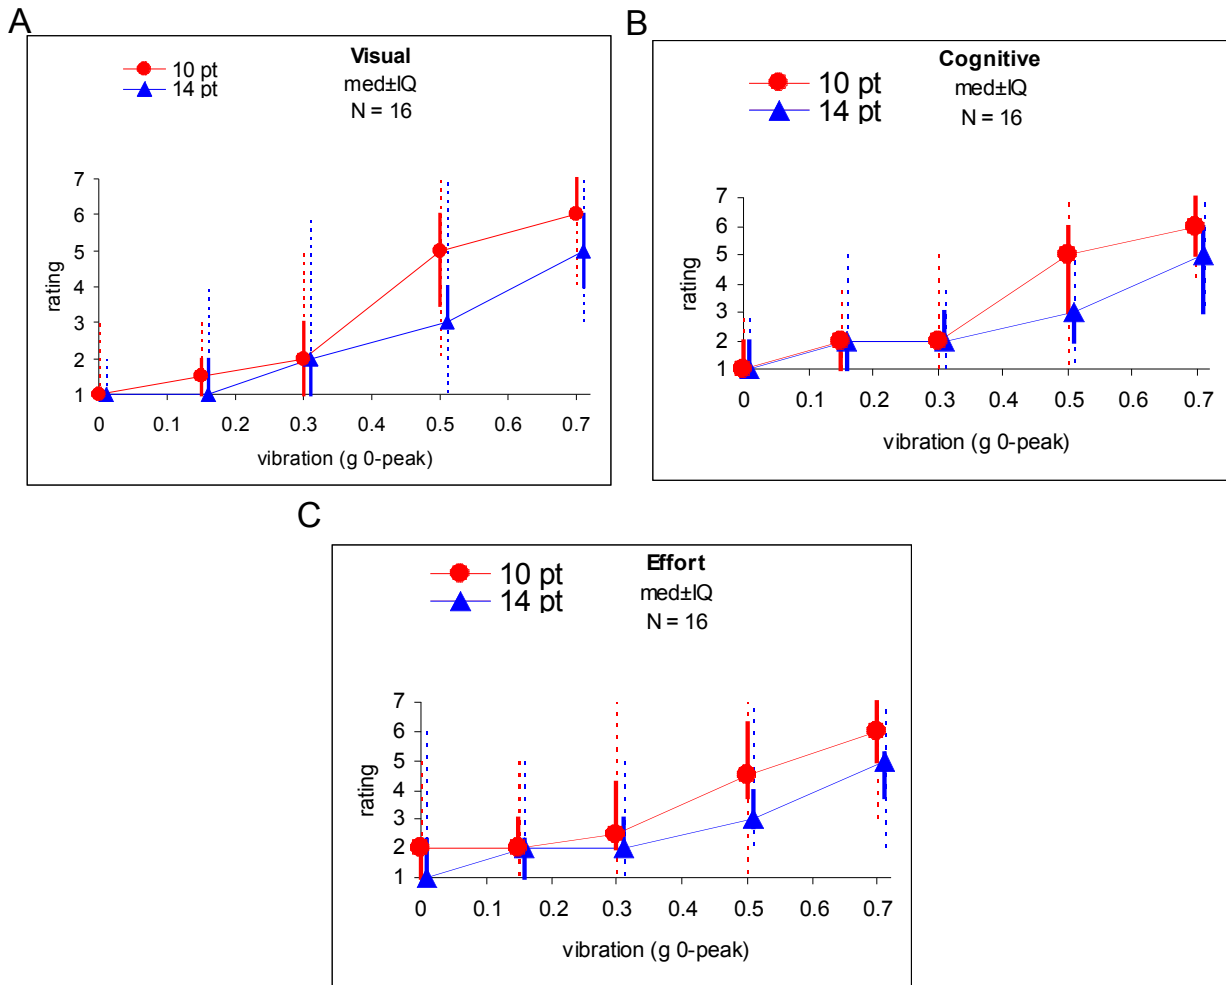 A
10 pt
14 pt
Visual
med±IQ
N = 16
7
6
5
4
3
2
1
rating
0 0.1 0.2 0.3 0.4 0.5 0.6 0.7
vibration (g 0-peak)
B
10 pt
14 pt
Cognitive
med±IQ
N = 16
7
6
5
4
3
2
1
rating
0 0.1 0.2 0.3 0.4 0.5 0.6 0.7
vibration (g 0-peak)
C
10 pt
14 pt
Effort
med±IQ
N = 16
7
6
5
4
3
2
1
rating
0 0.1 0.2 0.3 0.4 0.5 0.6 0.7
vibration (g 0-peak)